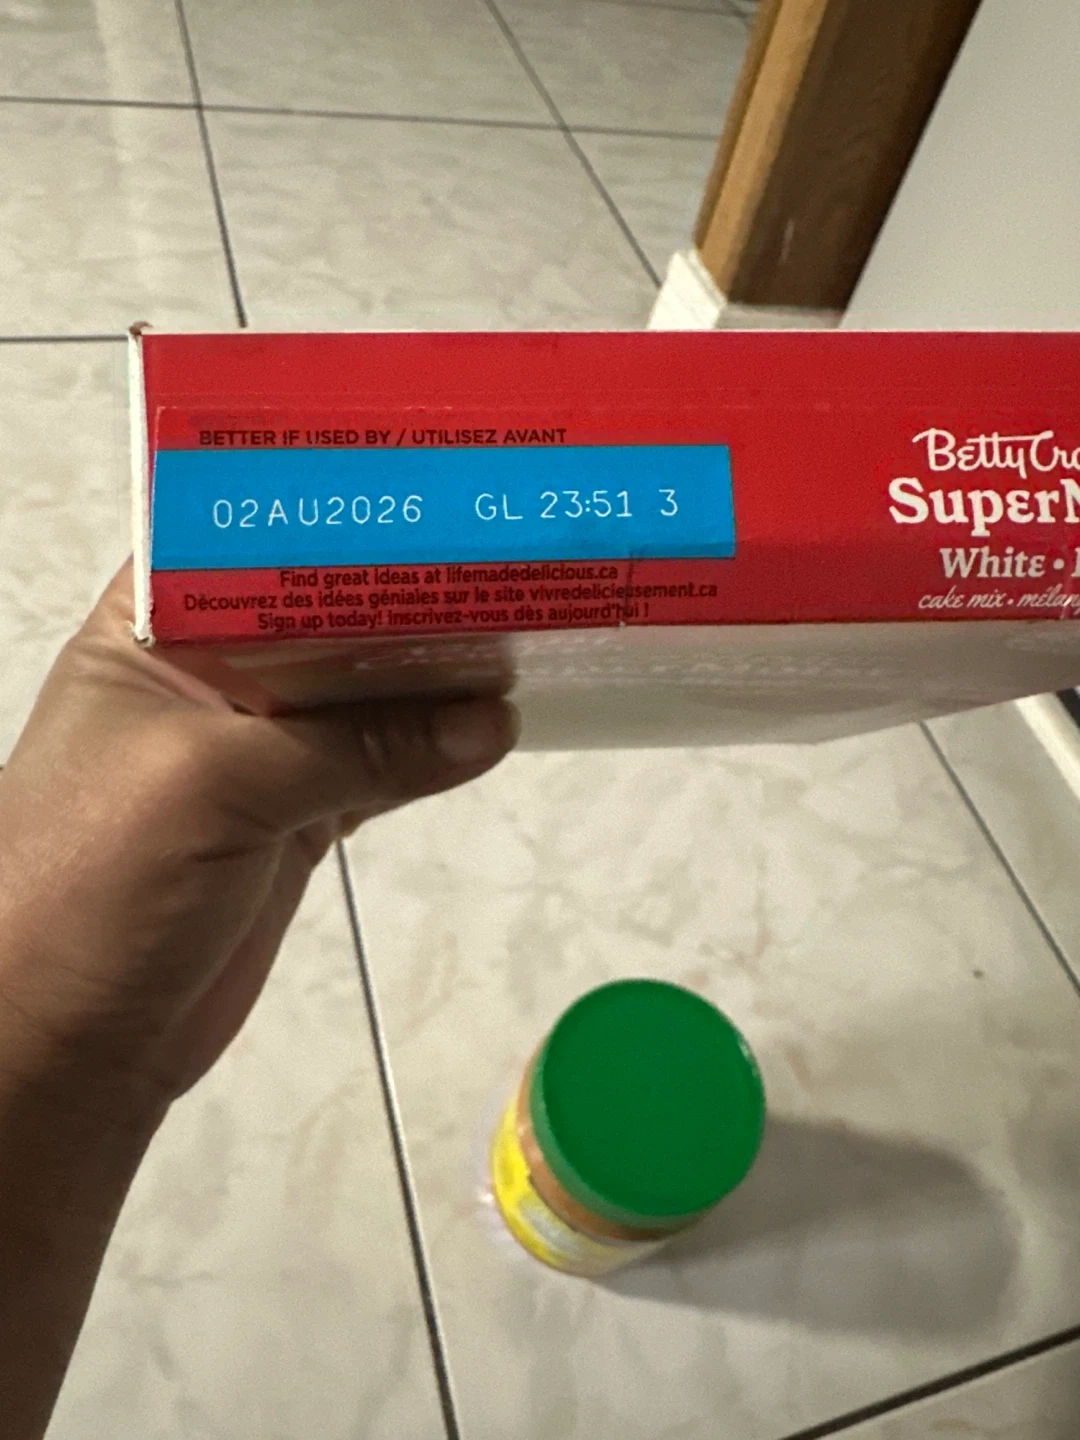 BETTER IF USED BY / UTILISEZ AVANT
02AU2026 GL 23:51 3
Find great ideas at lifemadedelicious.ca
Découvrez des idées géniales sur le site vivredelicieusement.ca
Sign up today! Inscrivez-vous dès aujourd'hui !
Betty
Super
White •
cake mix •